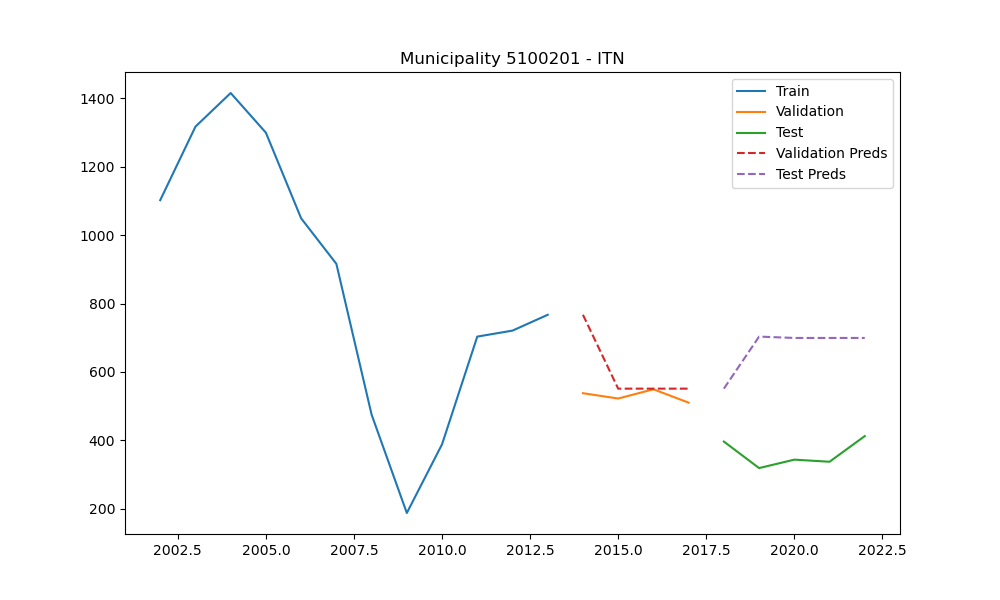 Municipality 5100201 - ITN
Train
Validation
Test
Validation Preds
Test Preds
1400
1200
1000
800
600
400
200
2002.5 2005.0 2007.5 2010.0 2012.5 2015.0 2017.5 2020.0 2022.5